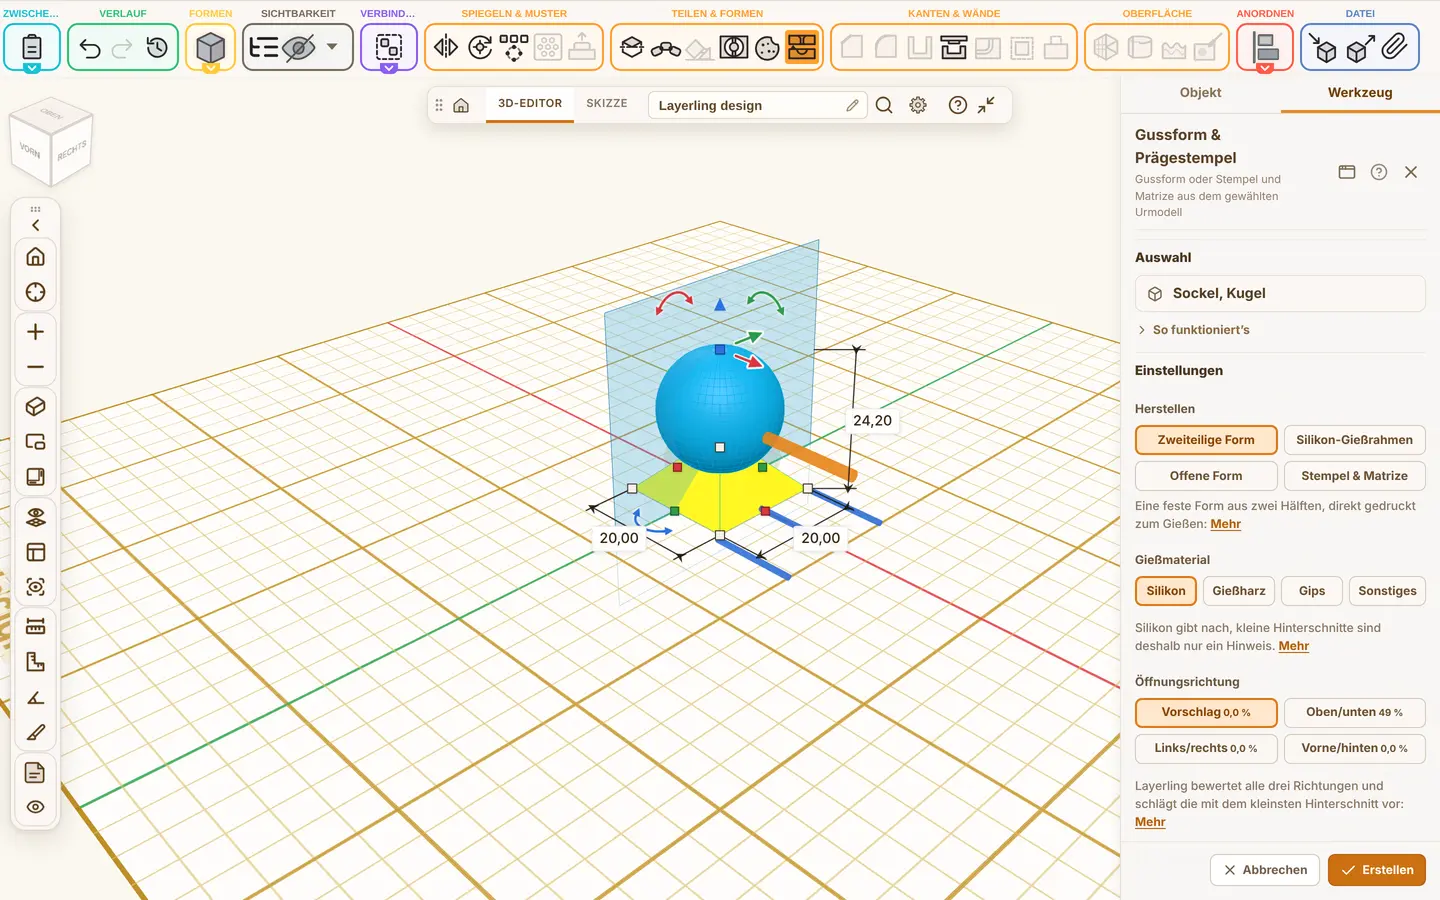 ZWISCHE...
VERLAUF
FORMEN
SICHTBARKEIT
VERBIND...
SPIEGELN & MUSTER
TEILEN & FORMEN
KANTEN & WÄNDE
OBERFLÄCHE
ANORDNEN
DATEI
3D-EDITOR
SKIZZE
Layerling design
OBEN
VORN
RECHTS
24,20
20,00
20,00
Objekt
Werkzeug
Gussform &
Prägestempel
Gussform oder Stempel und
Matrize aus dem gewählten
Urmodell
Auswahl
Sockel, Kugel
So funktioniert's
Einstellungen
Herstellen
Zweiteilige Form
Silikon-Gießrahmen
Offene Form
Stempel & Matrize
Eine feste Form aus zwei Hälften, direkt gedruckt
zum Gießen: Mehr
Gießmaterial
Silikon
Gießharz
Gips
Sonstiges
Silikon gibt nach, kleine Hinterschnitte sind
deshalb nur ein Hinweis. Mehr
Öffnungsrichtung
Vorschlag 0,0 %
Oben/unten 49 %
Links/rechts 0,0 %
Vorne/hinten 0,0 %
Layerling bewertet alle drei Richtungen und
schlägt die mit dem kleinsten Hinterschnitt vor:
Mehr
Abbrechen
Erstellen